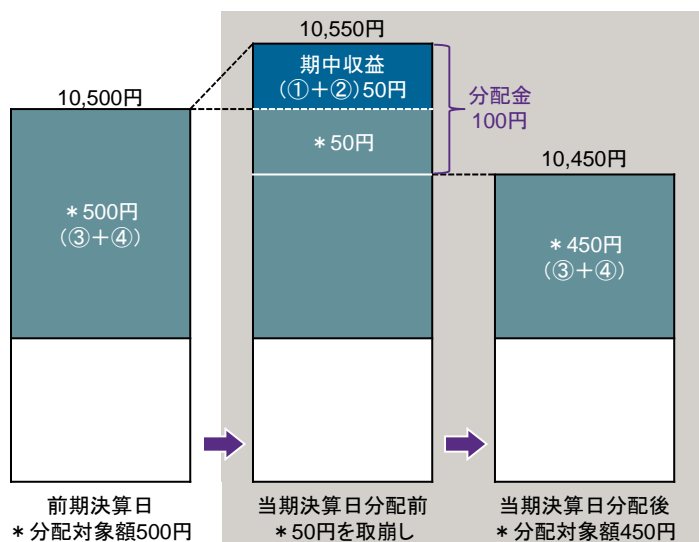 10,500円
＊500円
（③＋④）
前期決算日
＊分配対象額500円
10,550円
期中収益
（①＋②）50円
＊50円
分配金
100円
当期決算日分配前
＊50円を取崩し
10,450円
＊450円
（③＋④）
当期決算日分配後
＊分配対象額450円